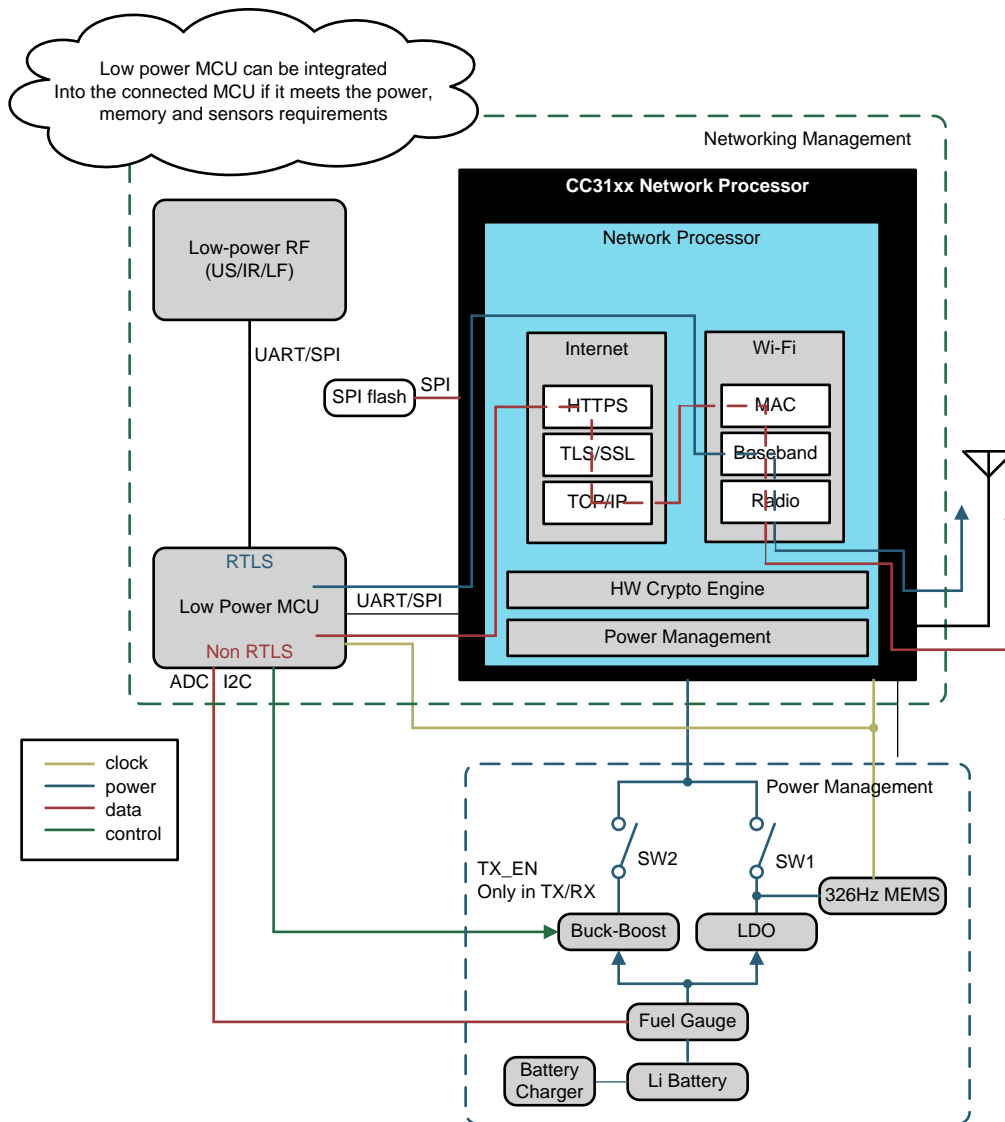 Low power MCU can be integrated
Into the connected MCU if it meets the power,
memory and sensors requirements
Networking Management
CC31xx Network Processor
Network Processor
Low-power RF
(US/IR/LF)
UART/SPI
Internet
Wi-Fi
SPI flash
SPI
HTTPS
MAC
TLS/SSL
Baseband
TOP/IP
Radio
RTLS
Low Power MCU
Non RTLS
UART/SPI
HW Crypto Engine
Power Management
ADC
I2C
clock
power
data
control
Power Management
SW2
SW1
TX_EN
Only in TX/RX
326Hz MEMS
Buck-Boost
LDO
Fuel Gauge
Battery
Charger
Li Battery